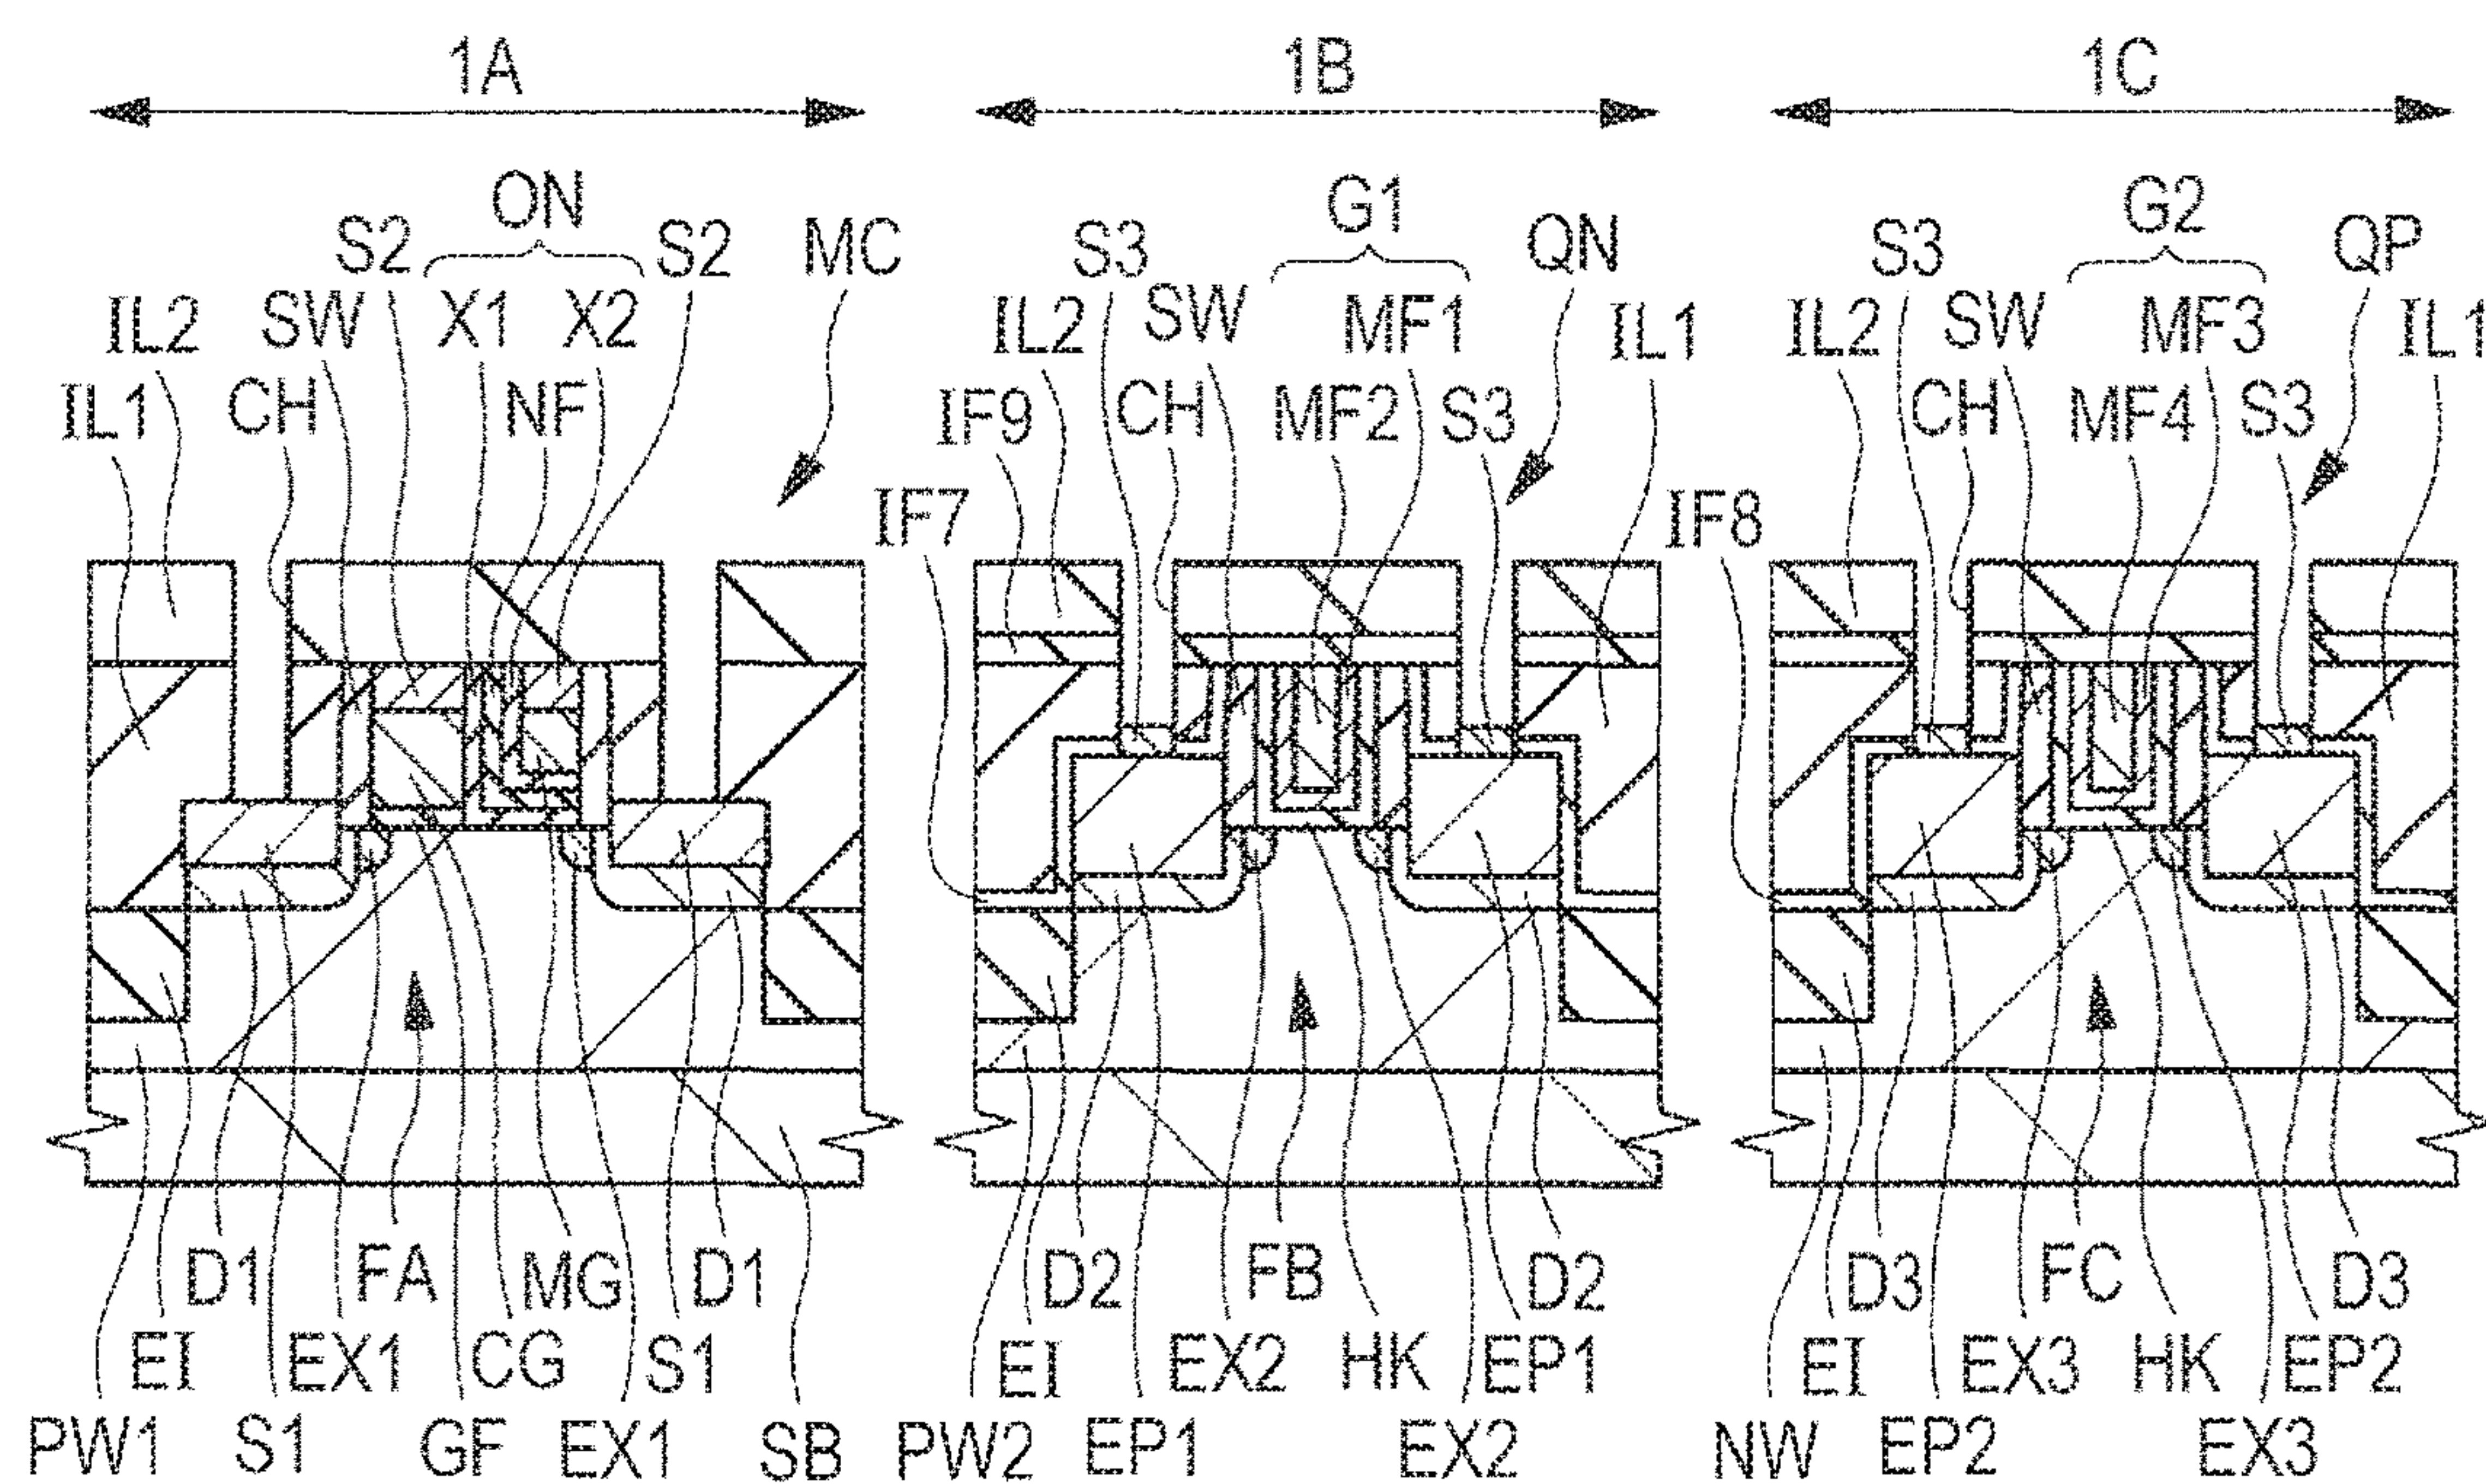 1A 1B 1C
ON G1 G2
S2 S2 MC S3 QN S3 QP
IL2 SW X1 X2 IL2 SW MF1 IL1 IL2 SW MF3 IL1
IL1 CH NF IF9 CH MF2 S3 CH MF4 S3
IF7 IF8
D1 FA MG D1 D2 FB D2 D3 FC D3
EI EX1 CG S1 EI EX2 HK EP1 EI EX3 HK EP2
PW1 S1 GF EX1 SB PW2 EP1 EX2 NW EP2 EX3